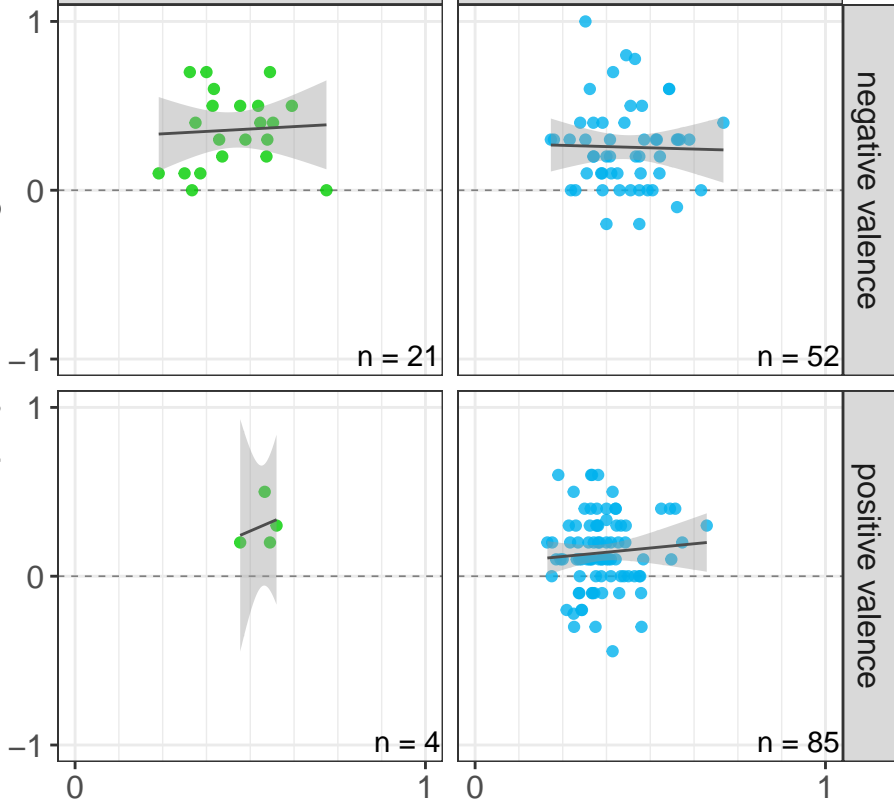 1
0
−1
n = 21
n = 52
negative valence
1
0
−1
n = 4
n = 85
positive valence
0
1
0
1